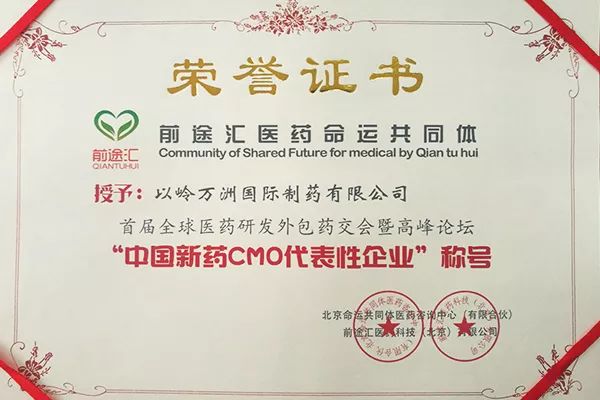 荣誉证书
前途汇
QIANTUHUI
前途汇医药命运共同体
Community of Shared Future for medical by Qian tu hui
授予：以岭万洲国际制药有限公司
首届全球医药研发外包药交会暨高峰论坛
“中国新药CMO代表性企业”称号
北京命运共同体医药咨询中心（有限合伙）
前途汇医药科技（北京）有限公司